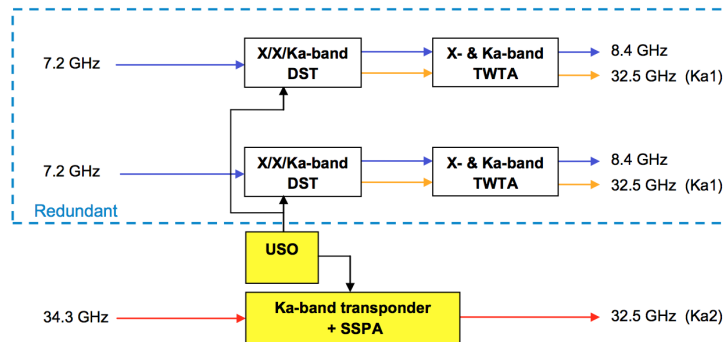 7.2 GHz
X/X/Ka-band
DST
X- & Ka-band
TWTA
8.4 GHz
32.5 GHz (Ka1)
7.2 GHz
X/X/Ka-band
DST
X- & Ka-band
TWTA
8.4 GHz
32.5 GHz (Ka1)
Redundant
USO
34.3 GHz
Ka-band transponder
+ SSPA
32.5 GHz (Ka2)